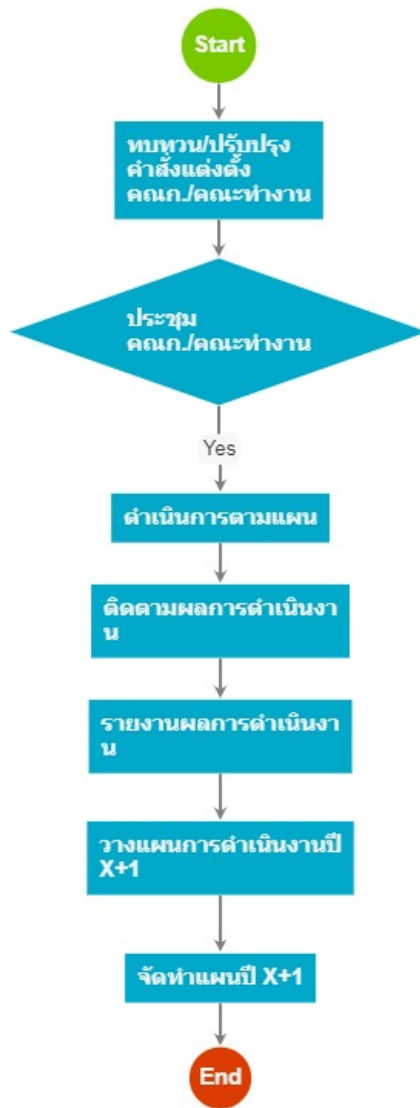 Start
ทบทวน/ปรับปรุง
คำสั่งแต่งตั้ง
คณก./คณะทำงาน
ประชุม
คณก./คณะทำงาน
Yes
ดำเนินการตามแผน
ติดตามผลการดำเนินงา
น
รายงานผลการดำเนินงา
น
วางแผนการดำเนินงานปี
X+1
จัดทำแผนปี X+1
End